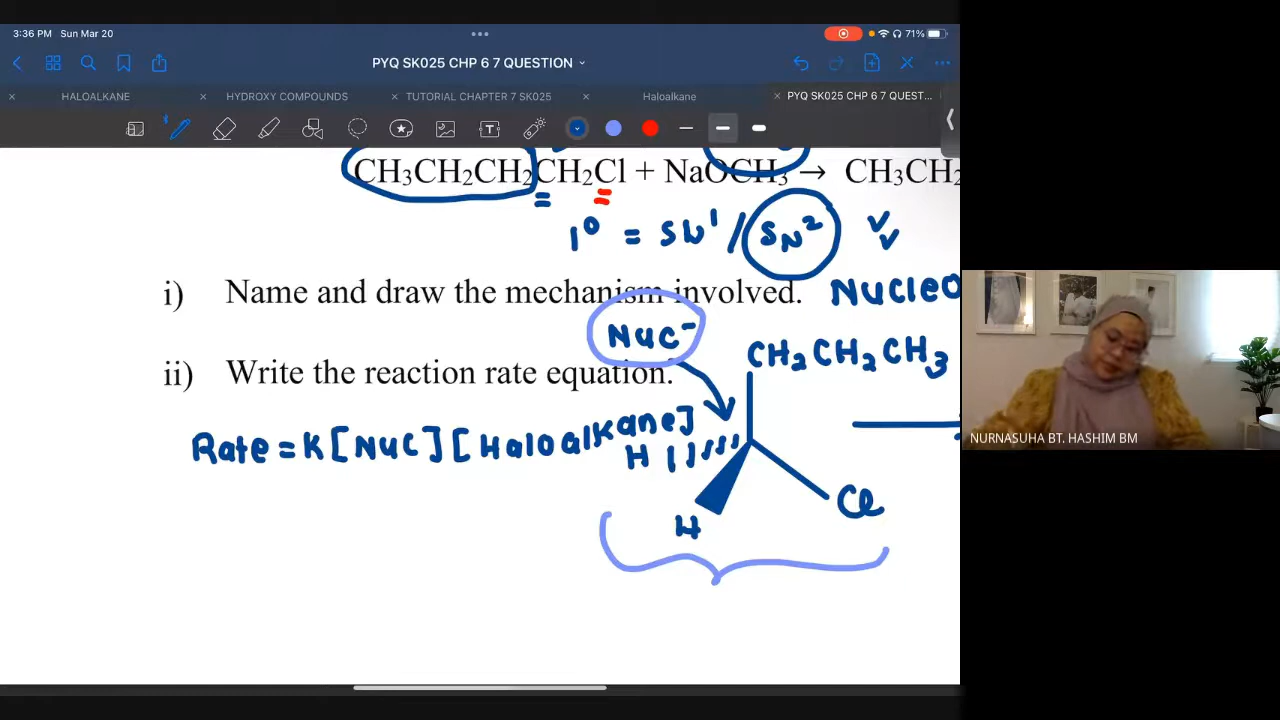 3:36 PM Sun Mar 20
71%
PYQ SK025 CHP 6 7 QUESTION
HALOALKANE
HYDROXY COMPOUNDS
TUTORIAL CHAPTER 7 SK025
Haloalkane
PYQ SK025 CHP 6 7 QUEST...
CH₃CH₂CH₂CH₂Cl + NaOCH₃ → CH₃CH₂
1⁰ = SN¹ / SN²
i) Name and draw the mechanism involved. Nucleo
Nuc⁻
CH₂CH₂CH₃
ii) Write the reaction rate equation.
Rate = K [NUC] [Haloalkane]
H
Cl
H
NURNASUHA BT. HASHIM BM